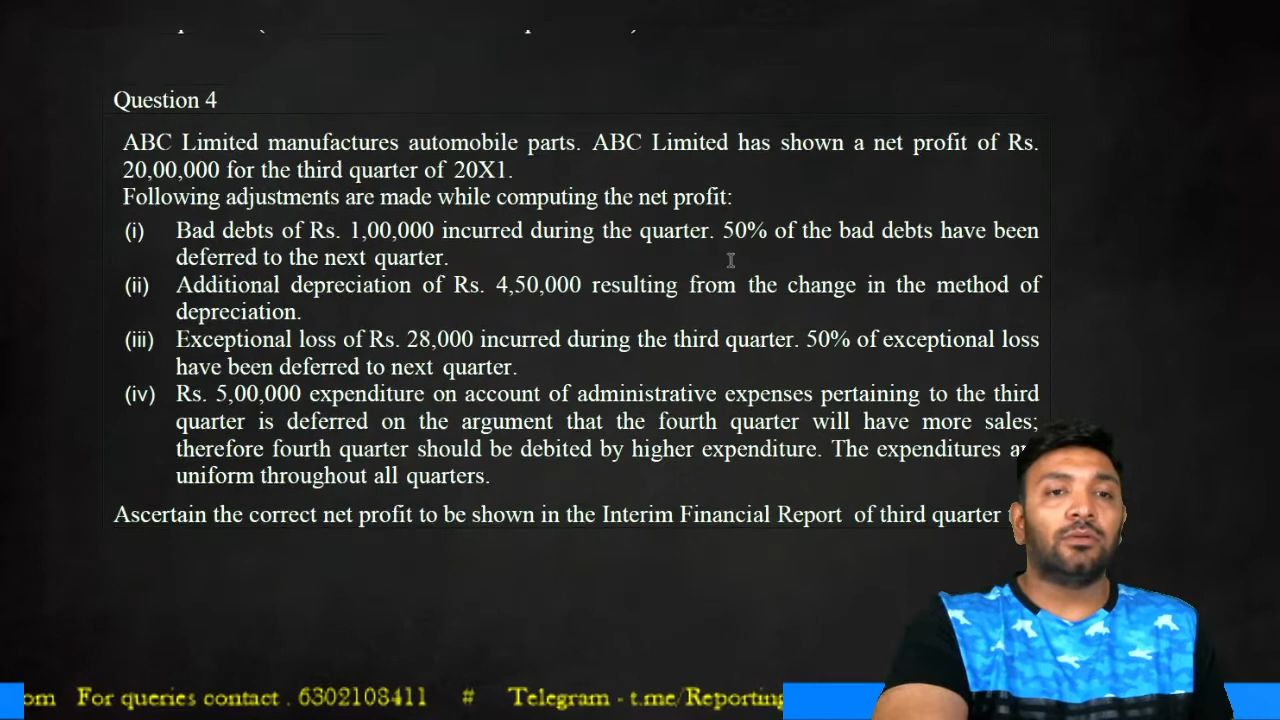 Question 4
ABC Limited manufactures automobile parts. ABC Limited has shown a net profit of Rs.
20,00,000 for the third quarter of 20X1.
Following adjustments are made while computing the net profit:
(i) Bad debts of Rs. 1,00,000 incurred during the quarter. 50% of the bad debts have been
deferred to the next quarter.
(ii) Additional depreciation of Rs. 4,50,000 resulting from the change in the method of
depreciation.
(iii) Exceptional loss of Rs. 28,000 incurred during the third quarter. 50% of exceptional loss
have been deferred to next quarter.
(iv) Rs. 5,00,000 expenditure on account of administrative expenses pertaining to the third
quarter is deferred on the argument that the fourth quarter will have more sales;
therefore fourth quarter should be debited by higher expenditure. The expenditures
uniform throughout all quarters.
Ascertain the correct net profit to be shown in the Interim Financial Report of third quarter
om For queries contact . 6302108411 # Telegram - t.me/Reporting